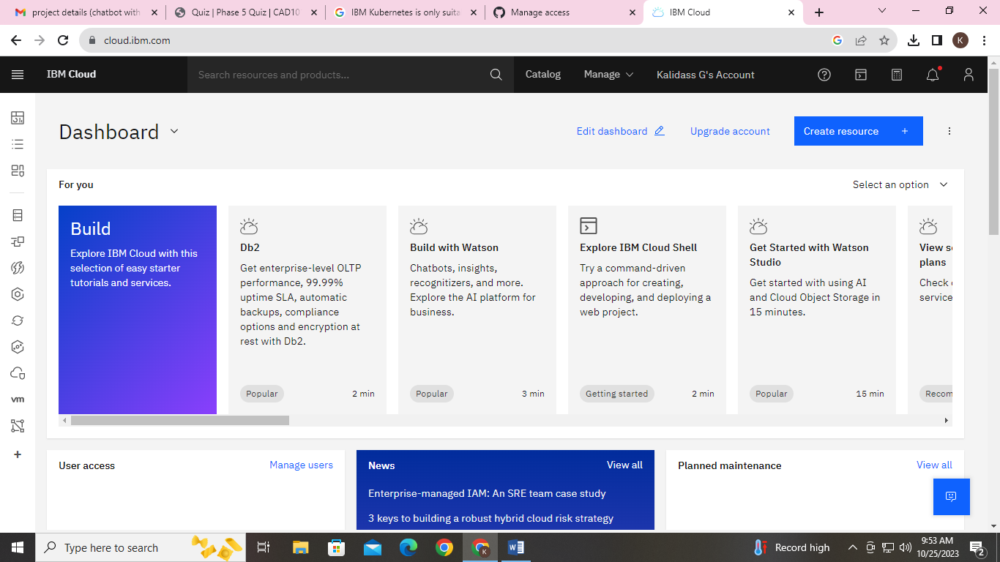 project details (chatbot with
Quiz | Phase 5 Quiz | CAD10
IBM Kubernetes is only suita
Manage access
IBM Cloud
cloud.ibm.com
K
IBM Cloud
Search resources and products...
Catalog
Manage
Kalidass G's Account
Dashboard
Edit dashboard
Upgrade account
Create resource +
For you
Select an option
Build
Explore IBM Cloud with this
selection of easy starter
tutorials and services.
Db2
Get enterprise-level OLTP
performance, 99.99%
uptime SLA, automatic
backups, compliance
options and encryption at
rest with Db2.
Popular
2 min
Build with Watson
Chatbots, insights,
recognitizers, and more.
Explore the AI platform for
business.
Popular
3 min
Explore IBM Cloud Shell
Try a command-driven
approach for creating,
developing, and deploying a
web project.
Getting started
2 min
Get Started with Watson
Studio
Get started with using AI
and Cloud Object Storage in
15 minutes.
Popular
15 min
View s
plans
Check
service
Recom
vm
User access
Manage users
News
View all
Enterprise-managed IAM: An SRE team case study
3 keys to building a robust hybrid cloud risk strategy
Planned maintenance
View all
Type here to search
Record high
9:53 AM
10/25/2023
2